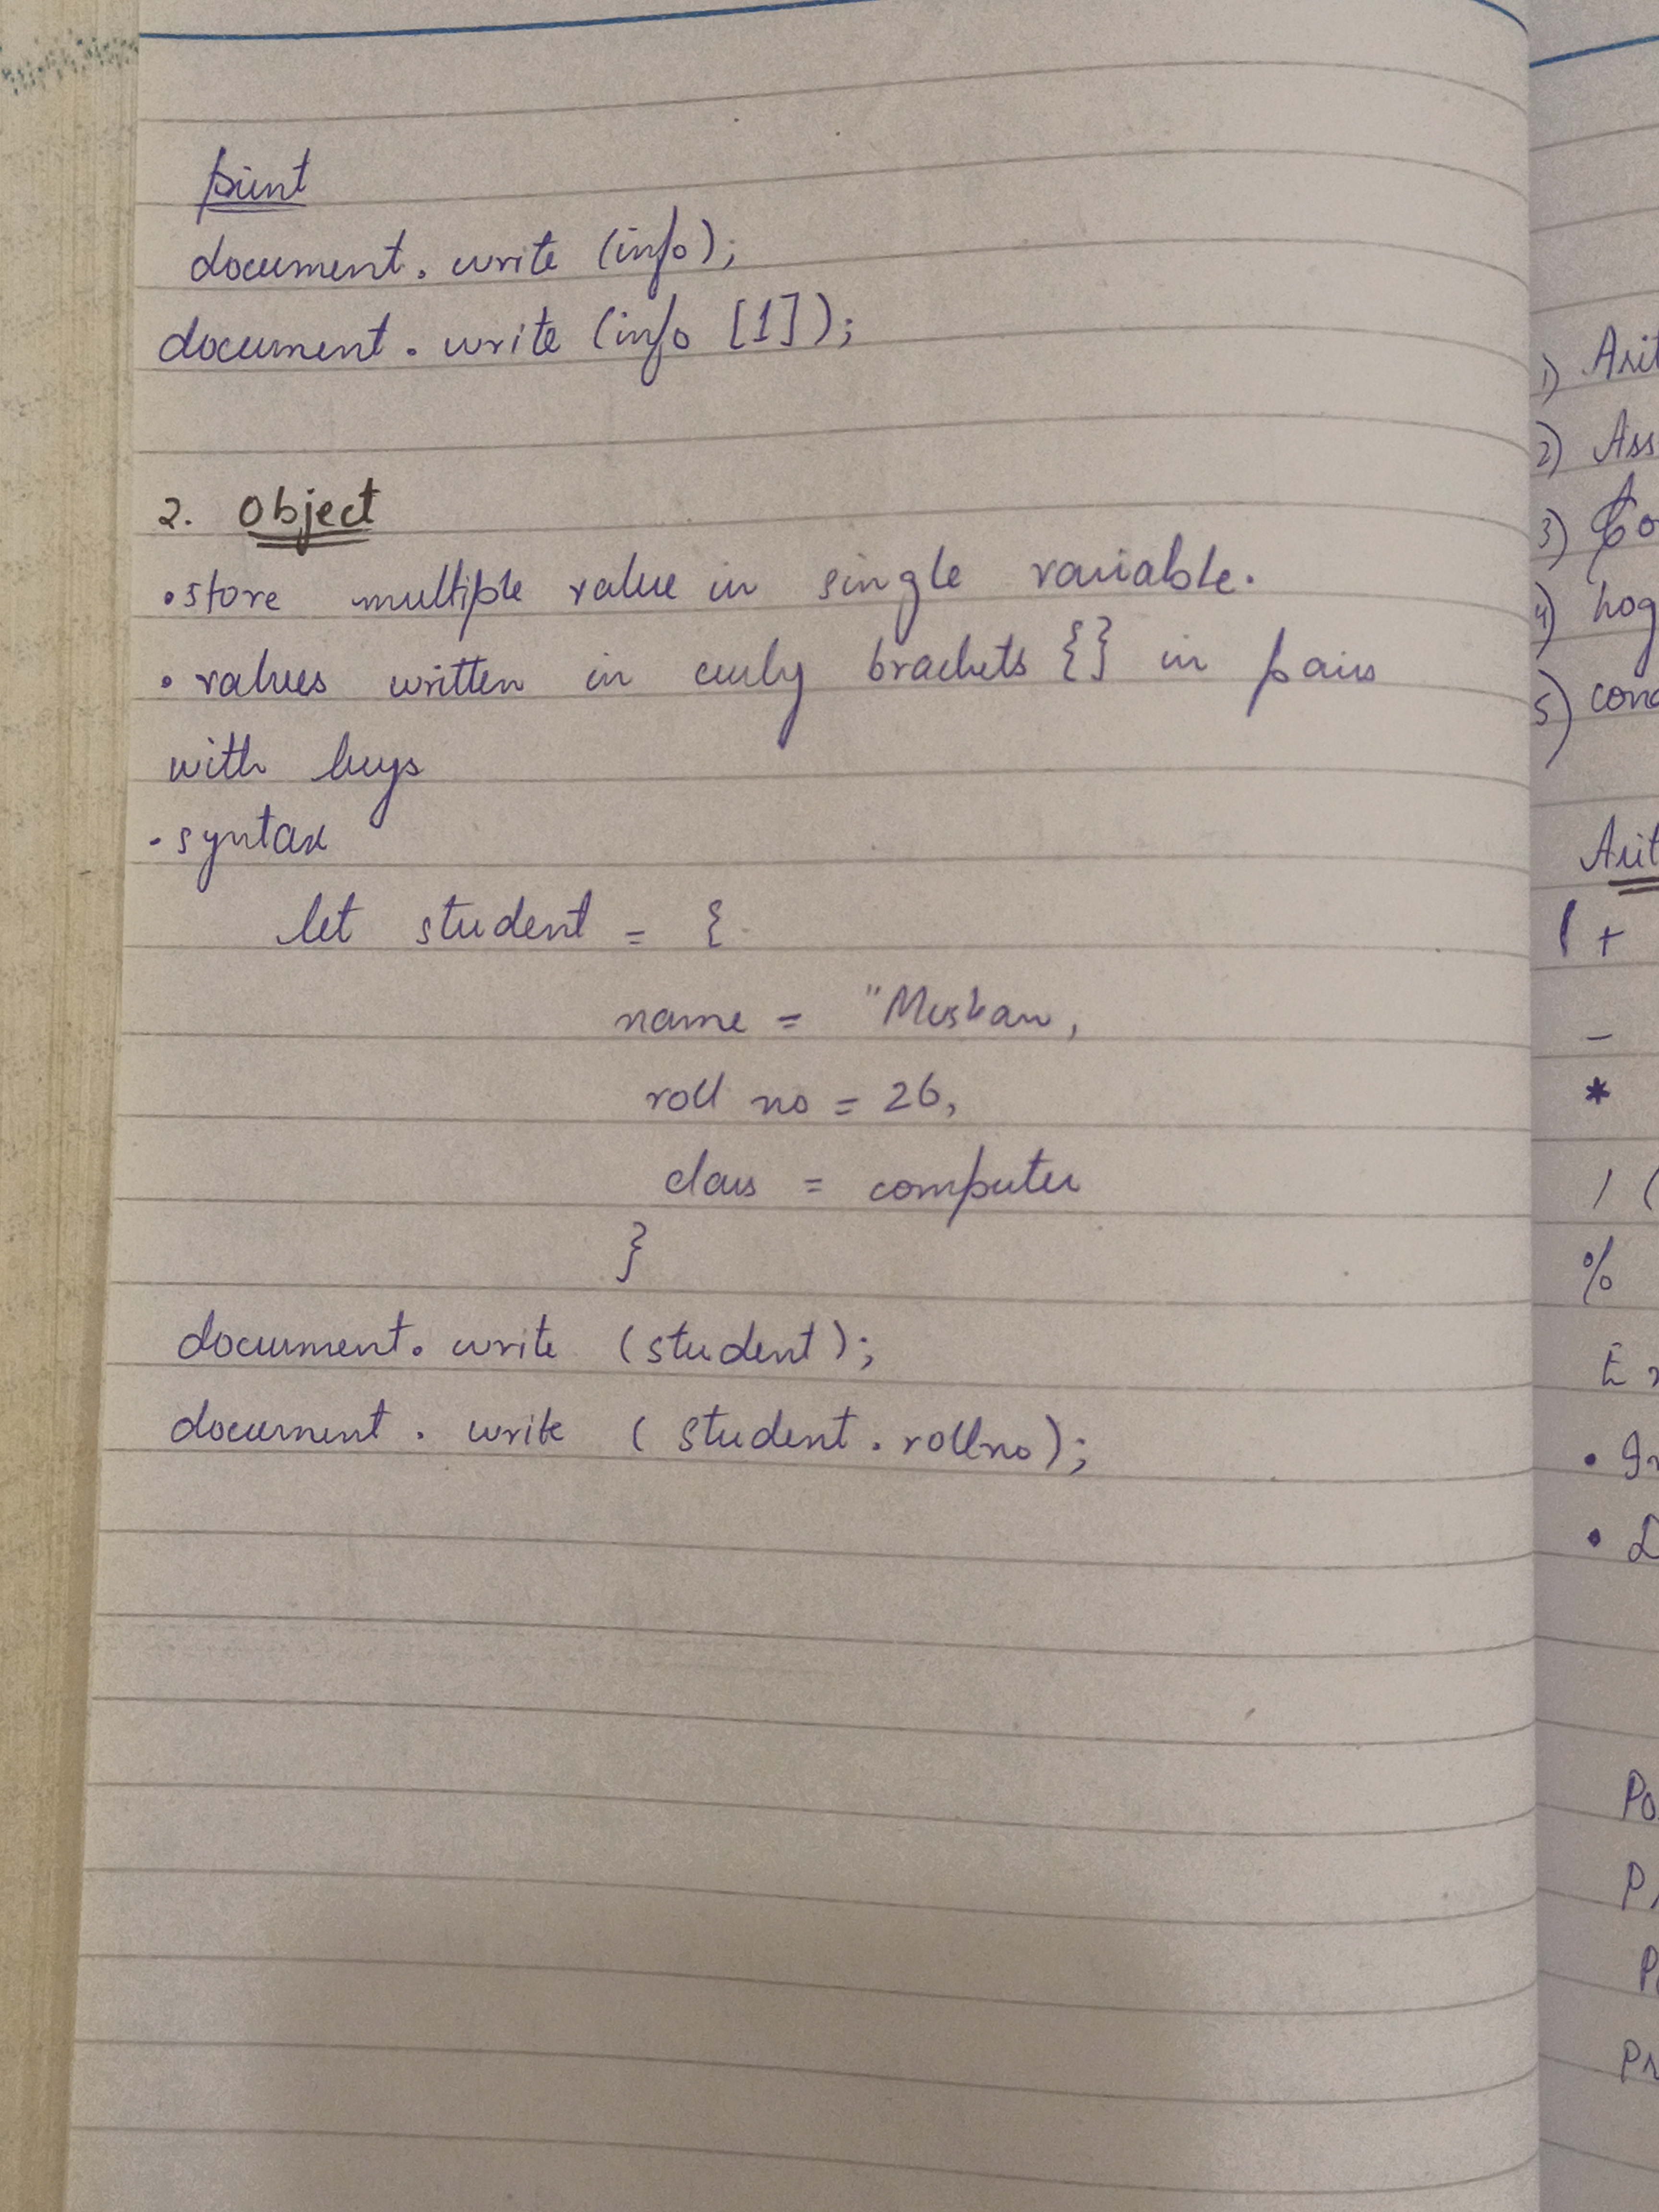 print
document. write (info);
document. write (info [1]);
2. Object
• store multiple value in single variable.
• values written in curly brackets {} in pairs
with keys
• syntax
let student = {
name = "Muskan,
roll no = 26,
class = computer
}
document. write (student);
document. write (student. rollno);
1) Arit
2) Ass
3) Co
4) Log
5) cond
Arit
+
-
*
/ (
%
Ex
• In
• D
Po
P